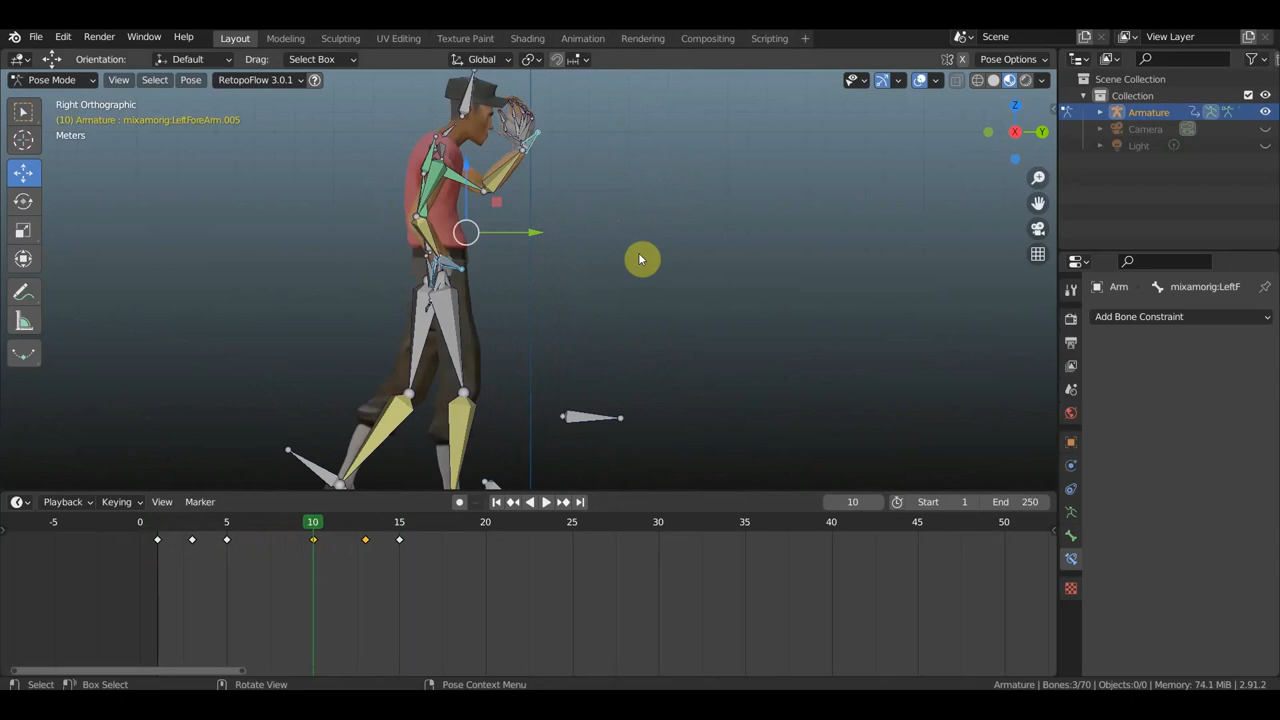 File Edit Render Window Help Layout Modeling Sculpting UV Editing Texture Paint Shading Animation Rendering Compositing Scripting + Scene View Layer
Orientation: Default Drag: Select Box Global Pose Options
Pose Mode View Select Pose RetopoFlow 3.0.1
Scene Collection
Collection
Armature
Camera
Light
Right Orthographic
(10) Armature : mixamorig:LeftForeArm.005
Meters
Z
X
Y
Arm mixamorig:LeftF
Add Bone Constraint
Playback Keying View Marker 10 Start 1 End 250
-5 0 5 10 15 20 25 30 35 40 45 50
Select Box Select Rotate View Pose Context Menu Armature | Bones:3/70 | Objects:0/0 | Memory: 74.1 MiB | 2.91.2